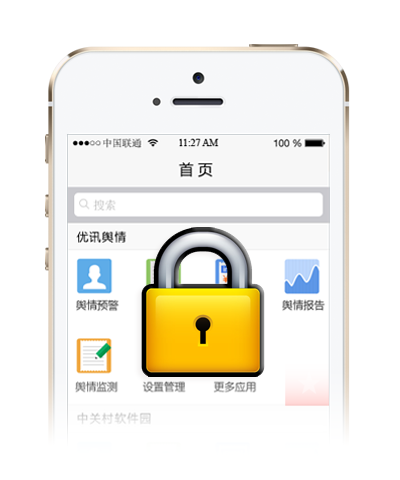 中国联通 11:27 AM 100 %
首页
搜索
优讯舆情
舆情预警 舆情报告
舆情监测 设置管理 更多应用
中关村软件园